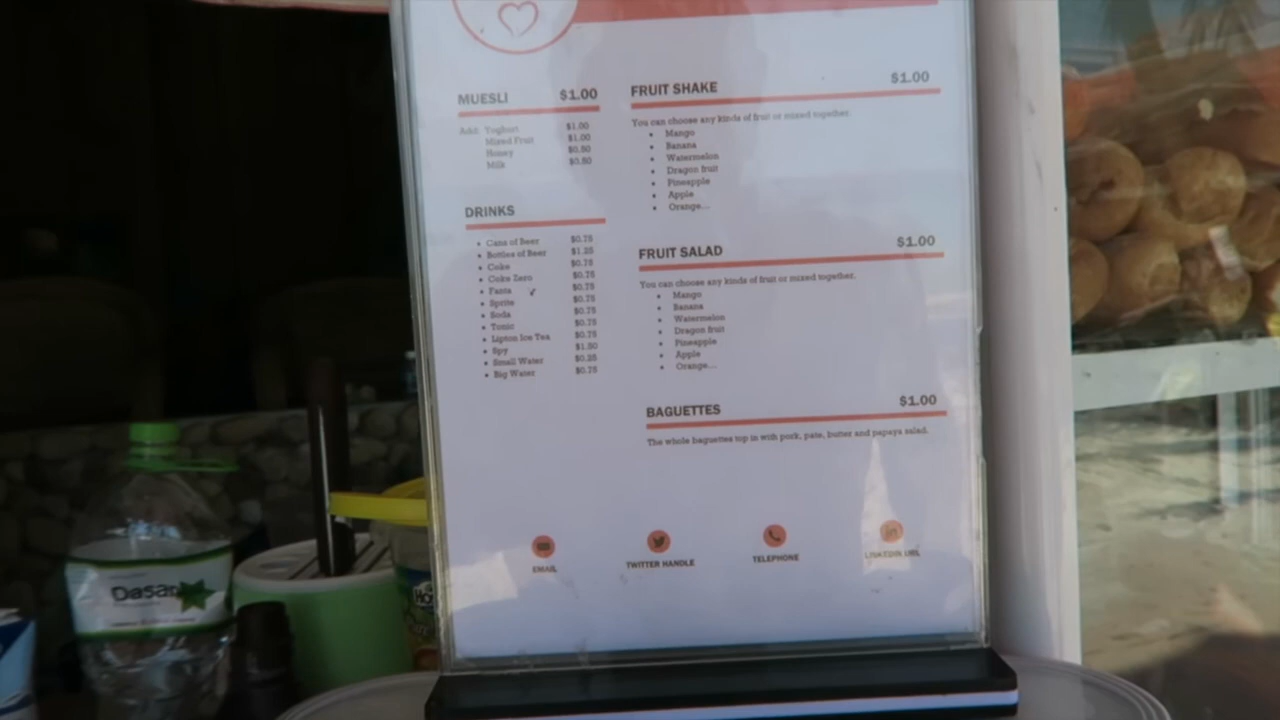 MUESLI $1.00
Add: Yoghurt $1.00
Mixed Fruit $1.00
Honey $0.50
Milk $0.50
DRINKS
• Cans of Beer $0.75
• Bottles of Beer $1.25
• Coke $0.75
• Coke Zero $0.75
• Fanta $0.75
• Sprite $0.75
• Soda $0.75
• Tonic $0.75
• Lipton Ice Tea $0.75
• Spy $1.50
• Small Water $0.25
• Big Water $0.75
FRUIT SHAKE $1.00
You can choose any kinds of fruit or mixed together.
• Mango
• Banana
• Watermelon
• Dragon fruit
• Pineapple
• Apple
• Orange...
FRUIT SALAD $1.00
You can choose any kinds of fruit or mixed together.
• Mango
• Banana
• Watermelon
• Dragon fruit
• Pineapple
• Apple
• Orange...
BAGUETTES $1.00
The whole baguettes top in with pork, pate, butter and papaya salad.
EMAIL
TWITTER HANDLE
TELEPHONE
LINKEDIN URL
Dasani